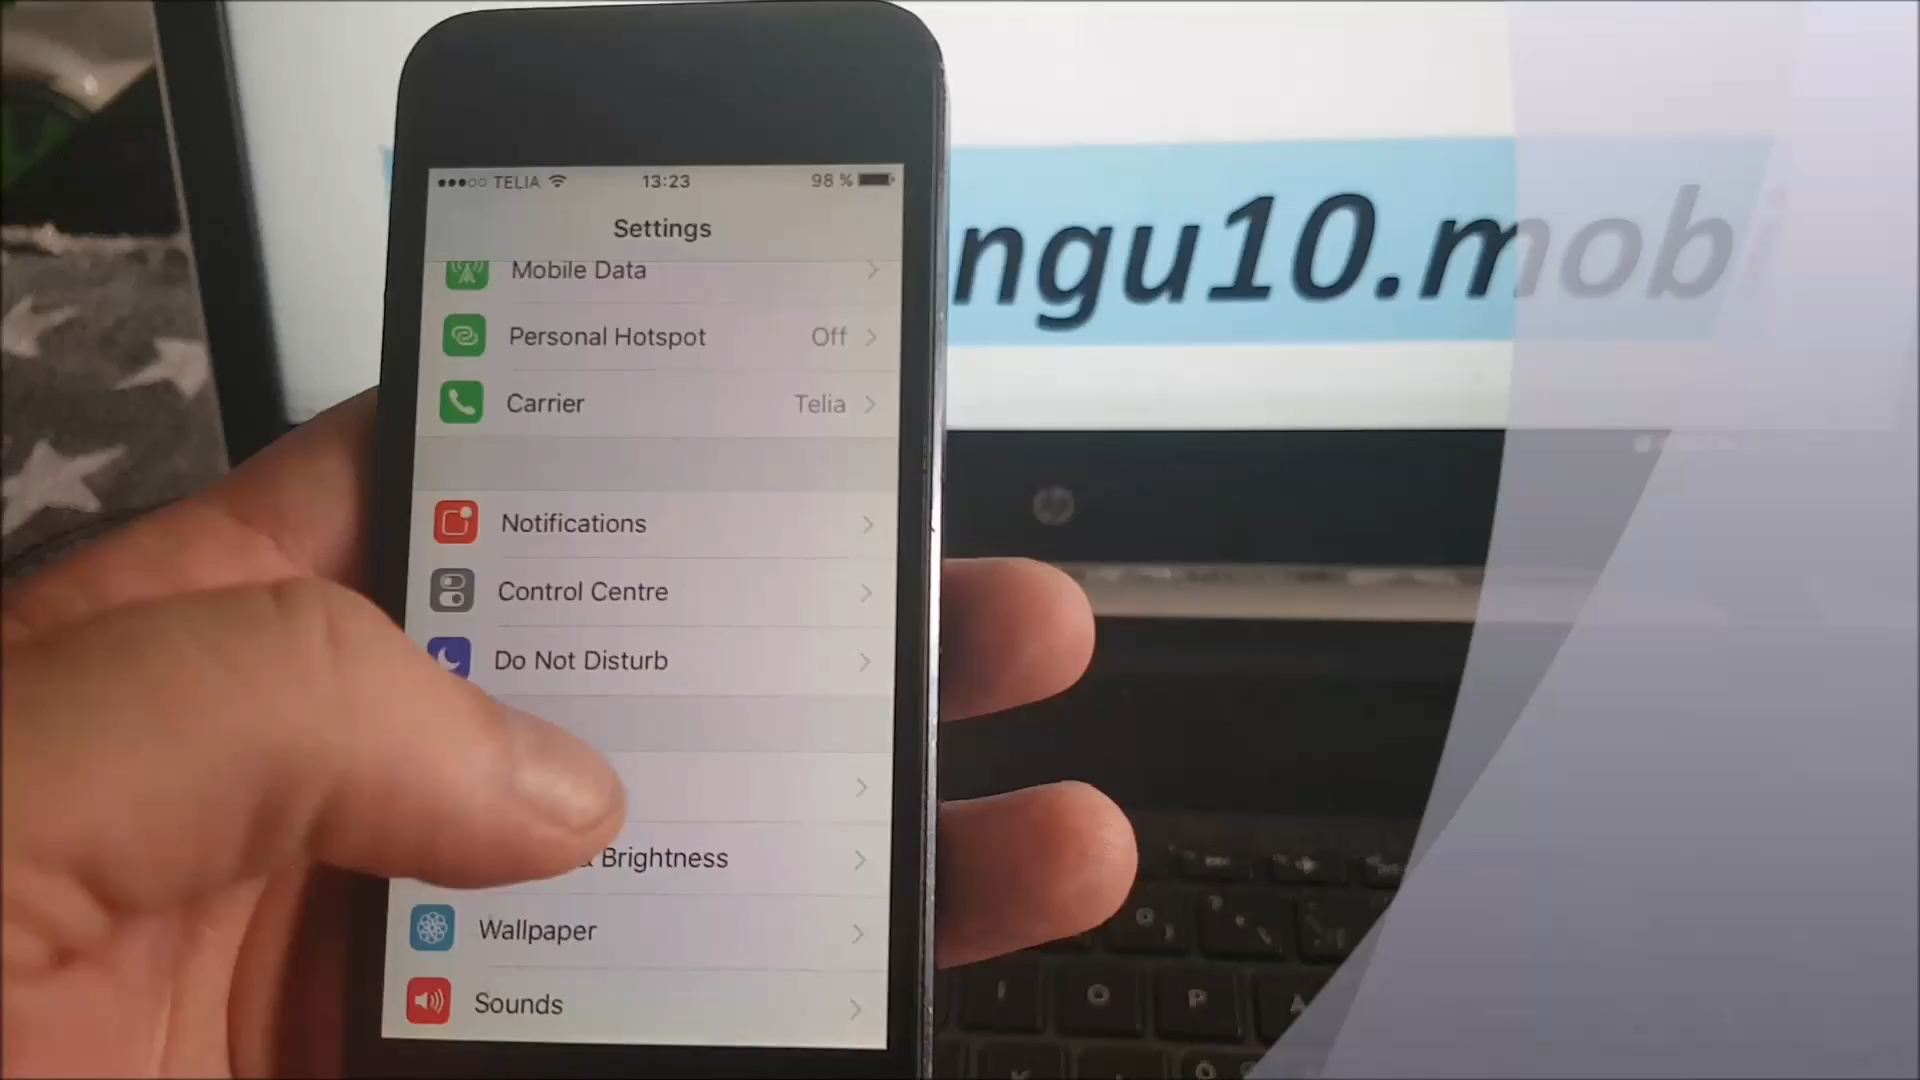 TELIA 13:23 98 %
Settings
Mobile Data
Personal Hotspot Off
Carrier Telia
Notifications
Control Centre
Do Not Disturb
& Brightness
Wallpaper
Sounds
ngu10.mobi
hp
I O P